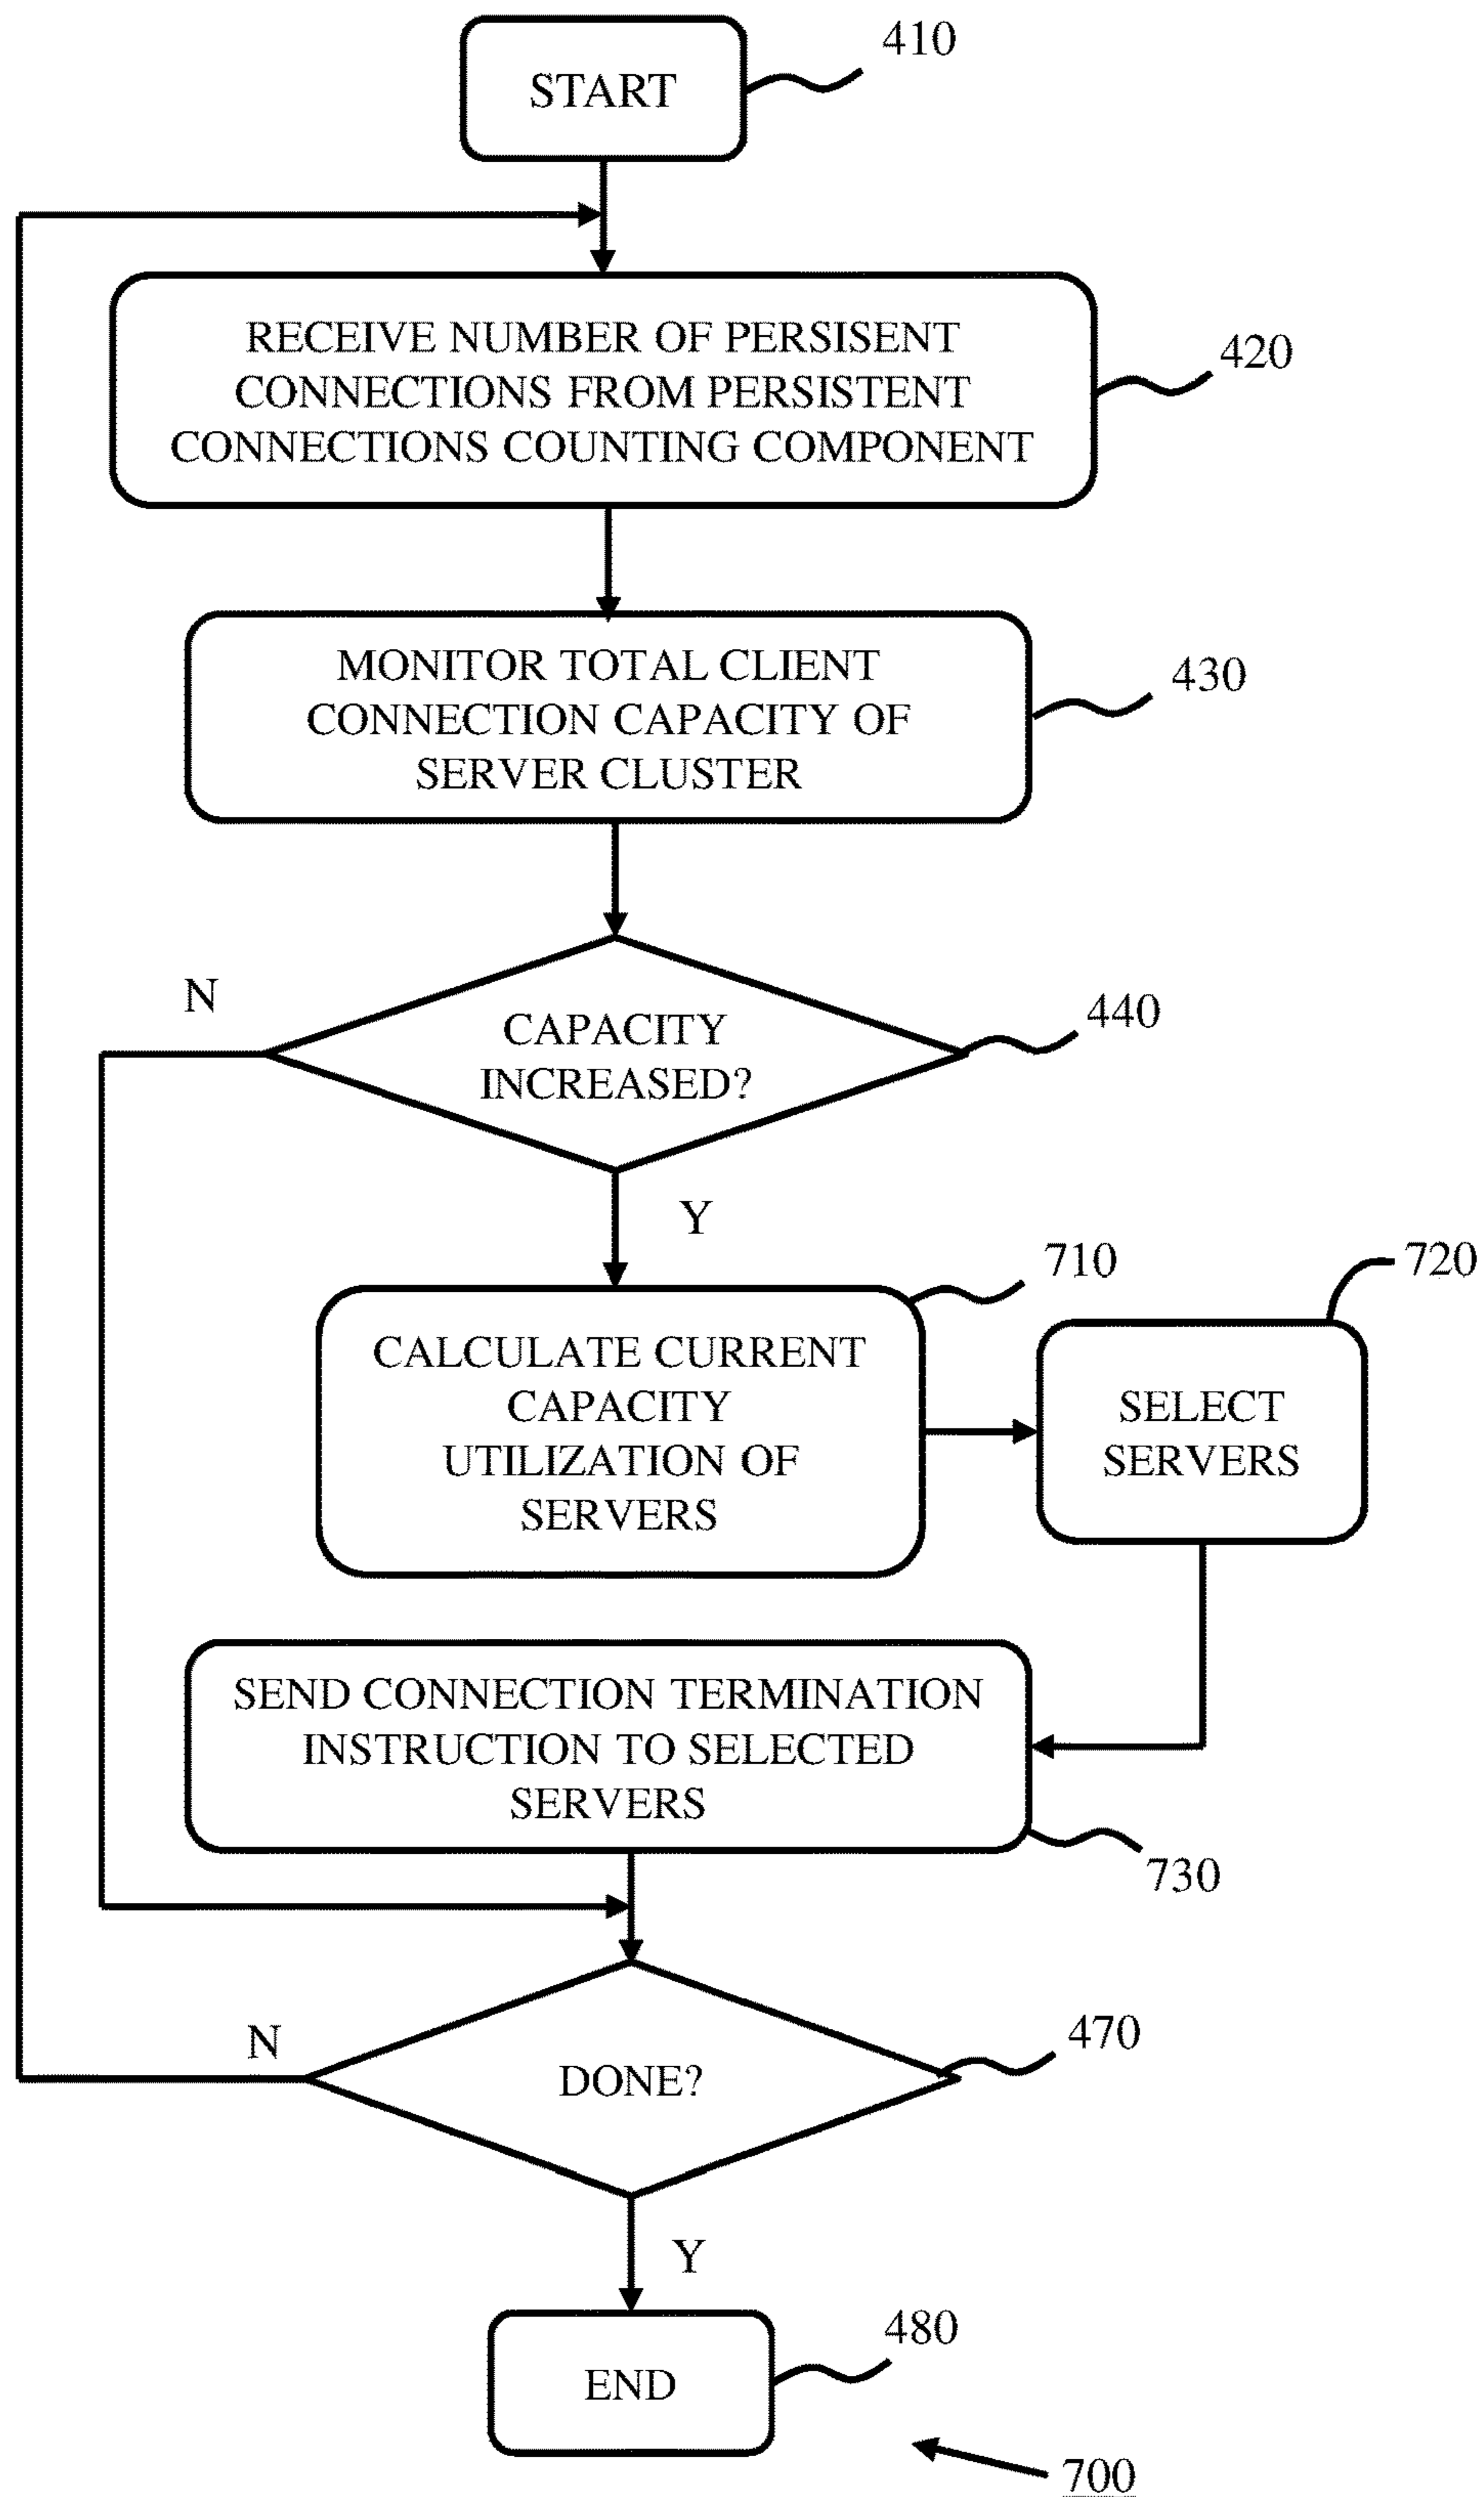 START
410
RECEIVE NUMBER OF PERSISENT
CONNECTIONS FROM PERSISTENT
CONNECTIONS COUNTING COMPONENT
420
MONITOR TOTAL CLIENT
CONNECTION CAPACITY OF
SERVER CLUSTER
430
N
CAPACITY
INCREASED?
440
Y
710
CALCULATE CURRENT
CAPACITY
UTILIZATION OF
SERVERS
720
SELECT
SERVERS
SEND CONNECTION TERMINATION
INSTRUCTION TO SELECTED
SERVERS
730
N
DONE?
470
Y
END
480
700